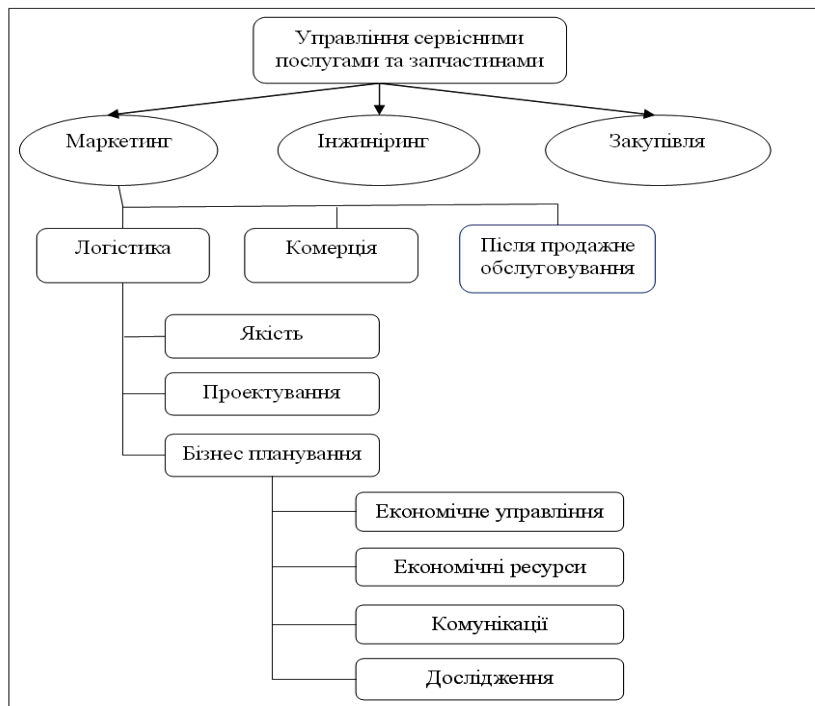 Управління сервісними
послугами та запчастинами
Маркетинг
Інжиніринг
Закупівля
Логістика
Комерція
Після продажне
обслуговування
Якість
Проектування
Бізнес планування
Економічне управління
Економічні ресурси
Комунікації
Дослідження